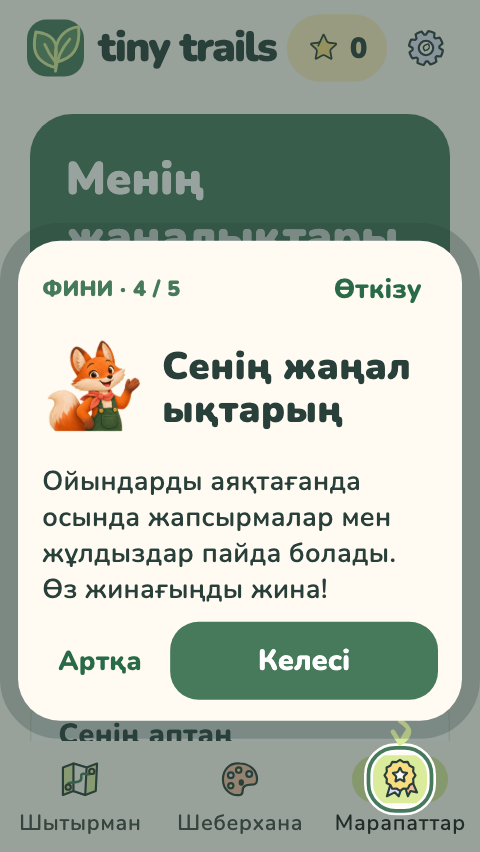 tiny trails
0
Менің
жаңалықтары
ФИНИ · 4 / 5
Өткізу
Сенің жаңал
ықтарың
Ойындарды аяқтағанда
осында жапсырмалар мен
жұлдыздар пайда болады.
Өз жинағыңды жина!
Артқа
Келесі
Сенің аптаң
Штытырман
Шеберхана
Марапаттар